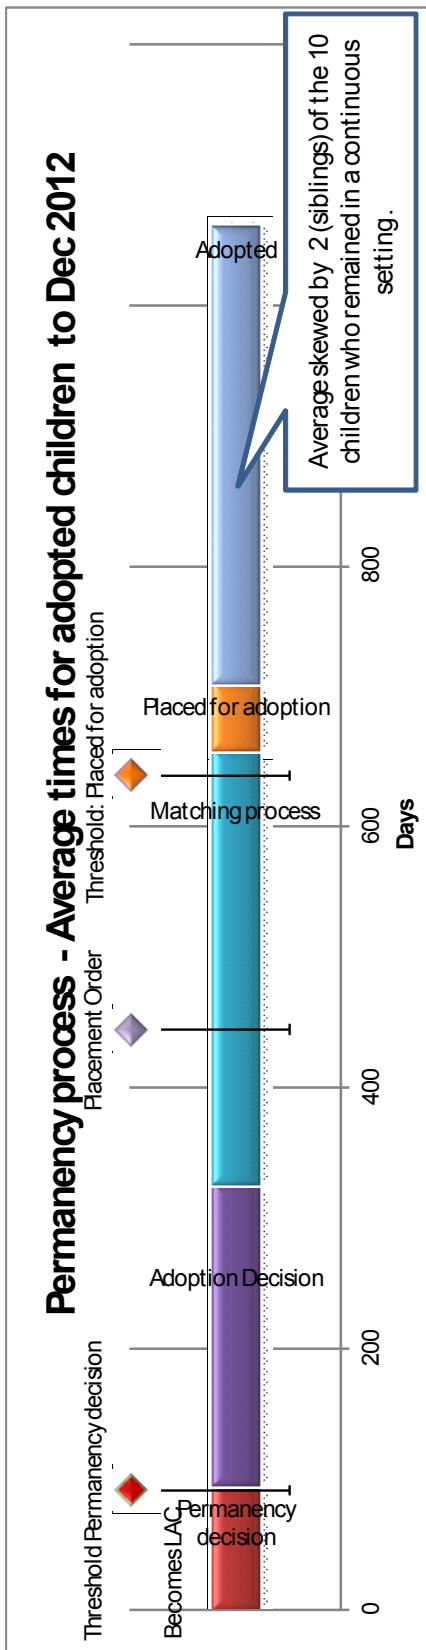 Permanency process - Average times for adopted children to Dec 2012
Threshold Permanency decision
Placement Order
Threshold: Placed for adoption
Becomes LAC
Permanency
decision
Adoption Decision
Matching process
Placed for adoption
Adopted
Average skewed by 2 (siblings) of the 10
children who remained in a continuous
setting.
0
200
400
600
800
Days